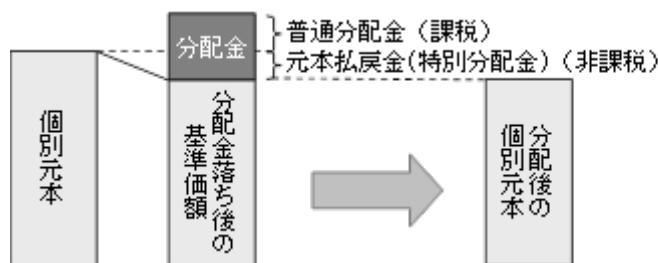 普通分配金（課税）
分配金
元本払戻金(特別分配金)（非課税）
個別元本
分配金落ち後の
基準価額
分配後の
個別元本